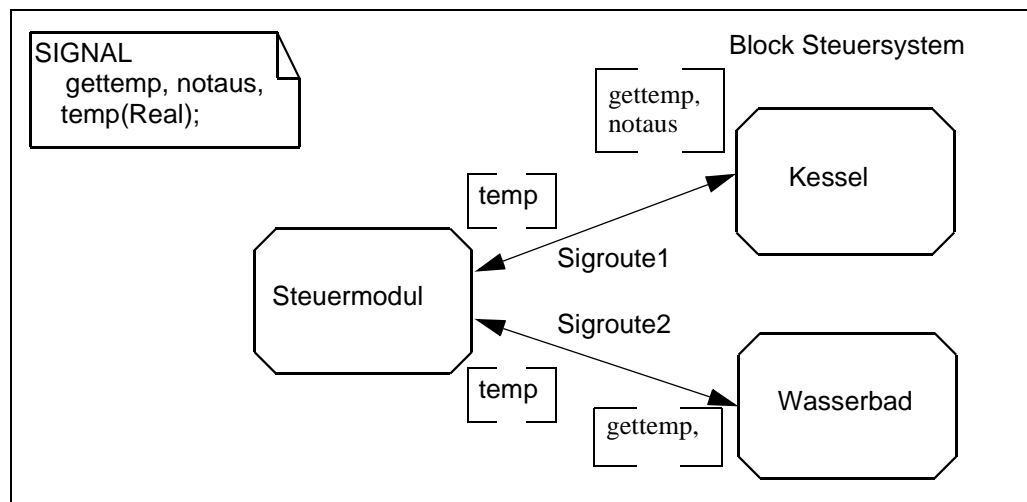 SIGNAL
gettemp, notaus,
temp(Real);
Block Steuersystem
gettemp,
notaus
Kessel
temp
Sigroute1
Steuermodul
Sigroute2
temp
Wasserbad
gettemp,